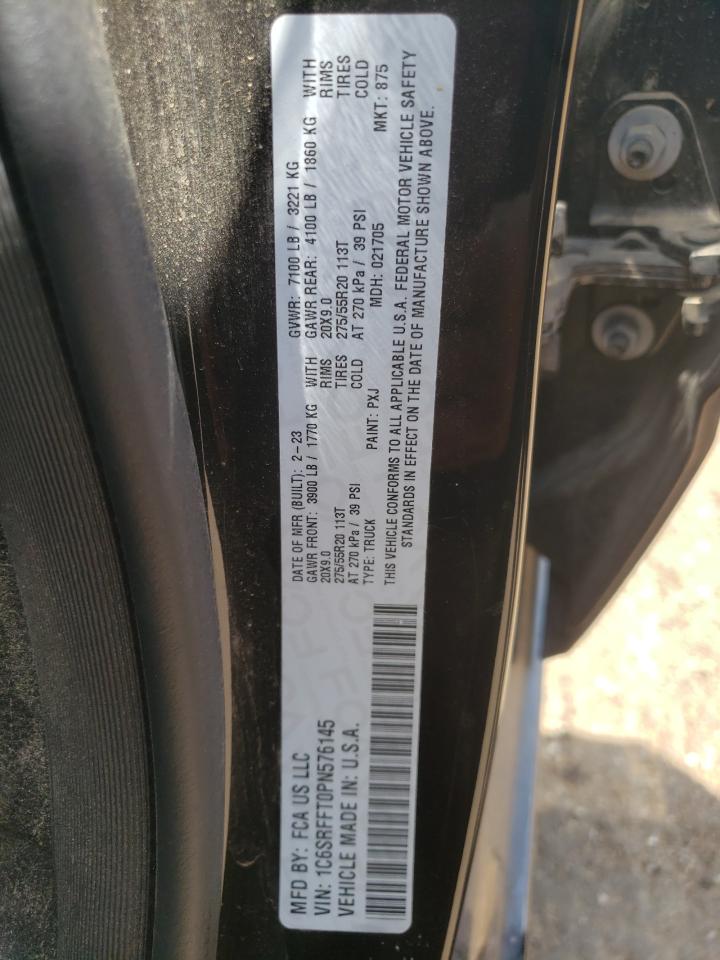 MFD BY: FCA US LLC
VIN: 1C6SRFFT0PN576145
VEHICLE MADE IN: U.S.A.
DATE OF MFR (BUILT): 2-23
GAWR FRONT: 3900 LB / 1770 KG WITH
20X9.0 RIMS
275/55R20 113T TIRES
AT 270 kPa / 39 PSI COLD
TYPE: TRUCK PAINT: PXJ
GVWR: 7100 LB / 3221 KG
GAWR REAR: 4100 LB / 1860 KG WITH
20X9.0 RIMS
275/55R20 113T TIRES
AT 270 kPa / 39 PSI COLD
MDH: 021705 MKT: 875
THIS VEHICLE CONFORMS TO ALL APPLICABLE U.S.A. FEDERAL MOTOR VEHICLE SAFETY
STANDARDS IN EFFECT ON THE DATE OF MANUFACTURE SHOWN ABOVE.